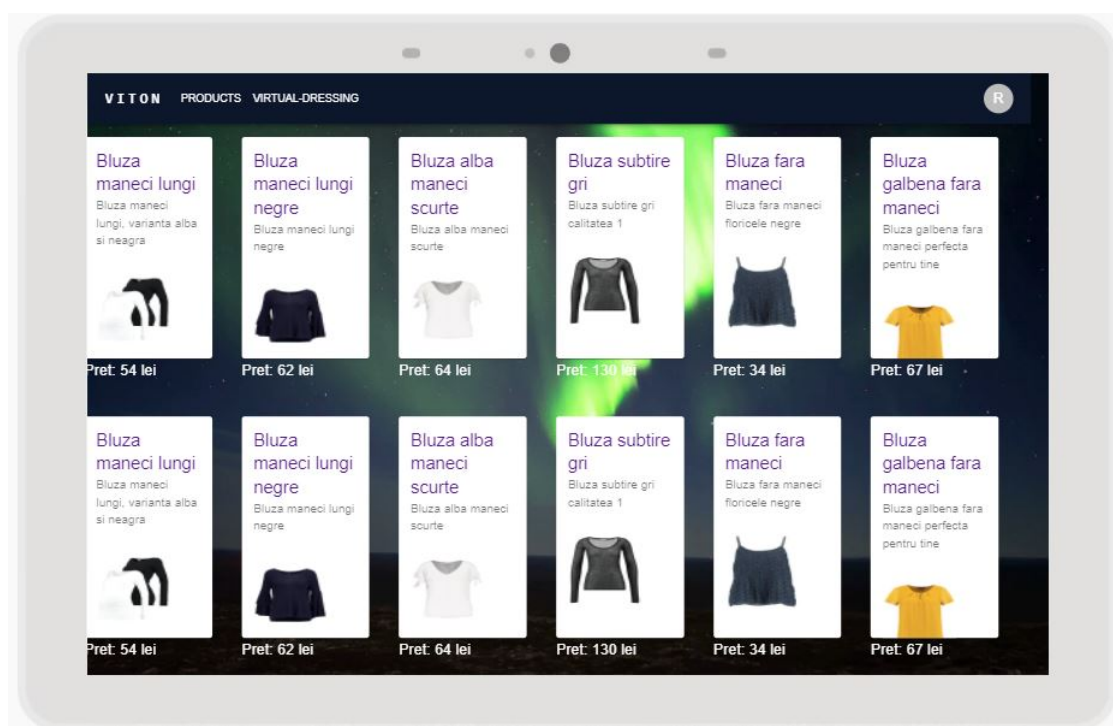 VITON PRODUCTS VIRTUAL-DRESSING R
Bluza
maneci lungi
Bluza maneci
lungi, varianta alba
si neagra
Pret: 54 lei
Bluza
maneci lungi
negre
Bluza maneci lungi
negre
Pret: 62 lei
Bluza alba
maneci
scurte
Bluza alba maneci
scurte
Pret: 64 lei
Bluza subtire
gri
Bluza subtire gri
calitatea 1
Pret: 130 lei
Bluza fara
maneci
Bluza fara maneci
floricele negre
Pret: 34 lei
Bluza
galbena fara
maneci
Bluza galbena fara
maneci perfecta
pentru tine
Pret: 67 lei
Bluza
maneci lungi
Bluza maneci
lungi, varianta alba
si neagra
Pret: 54 lei
Bluza
maneci lungi
negre
Bluza maneci lungi
negre
Pret: 62 lei
Bluza alba
maneci
scurte
Bluza alba maneci
scurte
Pret: 64 lei
Bluza subtire
gri
Bluza subtire gri
calitatea 1
Pret: 130 lei
Bluza fara
maneci
Bluza fara maneci
floricele negre
Pret: 34 lei
Bluza
galbena fara
maneci
Bluza galbena fara
maneci perfecta
pentru tine
Pret: 67 lei